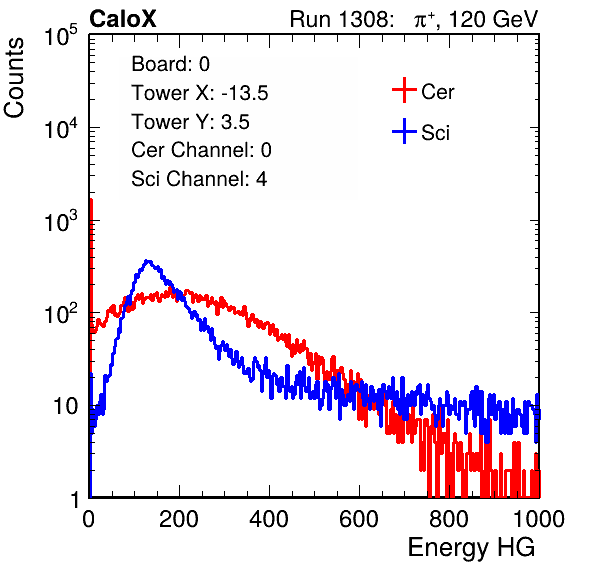 CaloX Run 1308: π⁺, 120 GeV
Counts
Board: 0
Tower X: -13.5
Tower Y: 3.5
Cer Channel: 0
Sci Channel: 4
Cer
Sci
10⁵
10⁴
10³
10²
10
1
0 200 400 600 800 1000
Energy HG